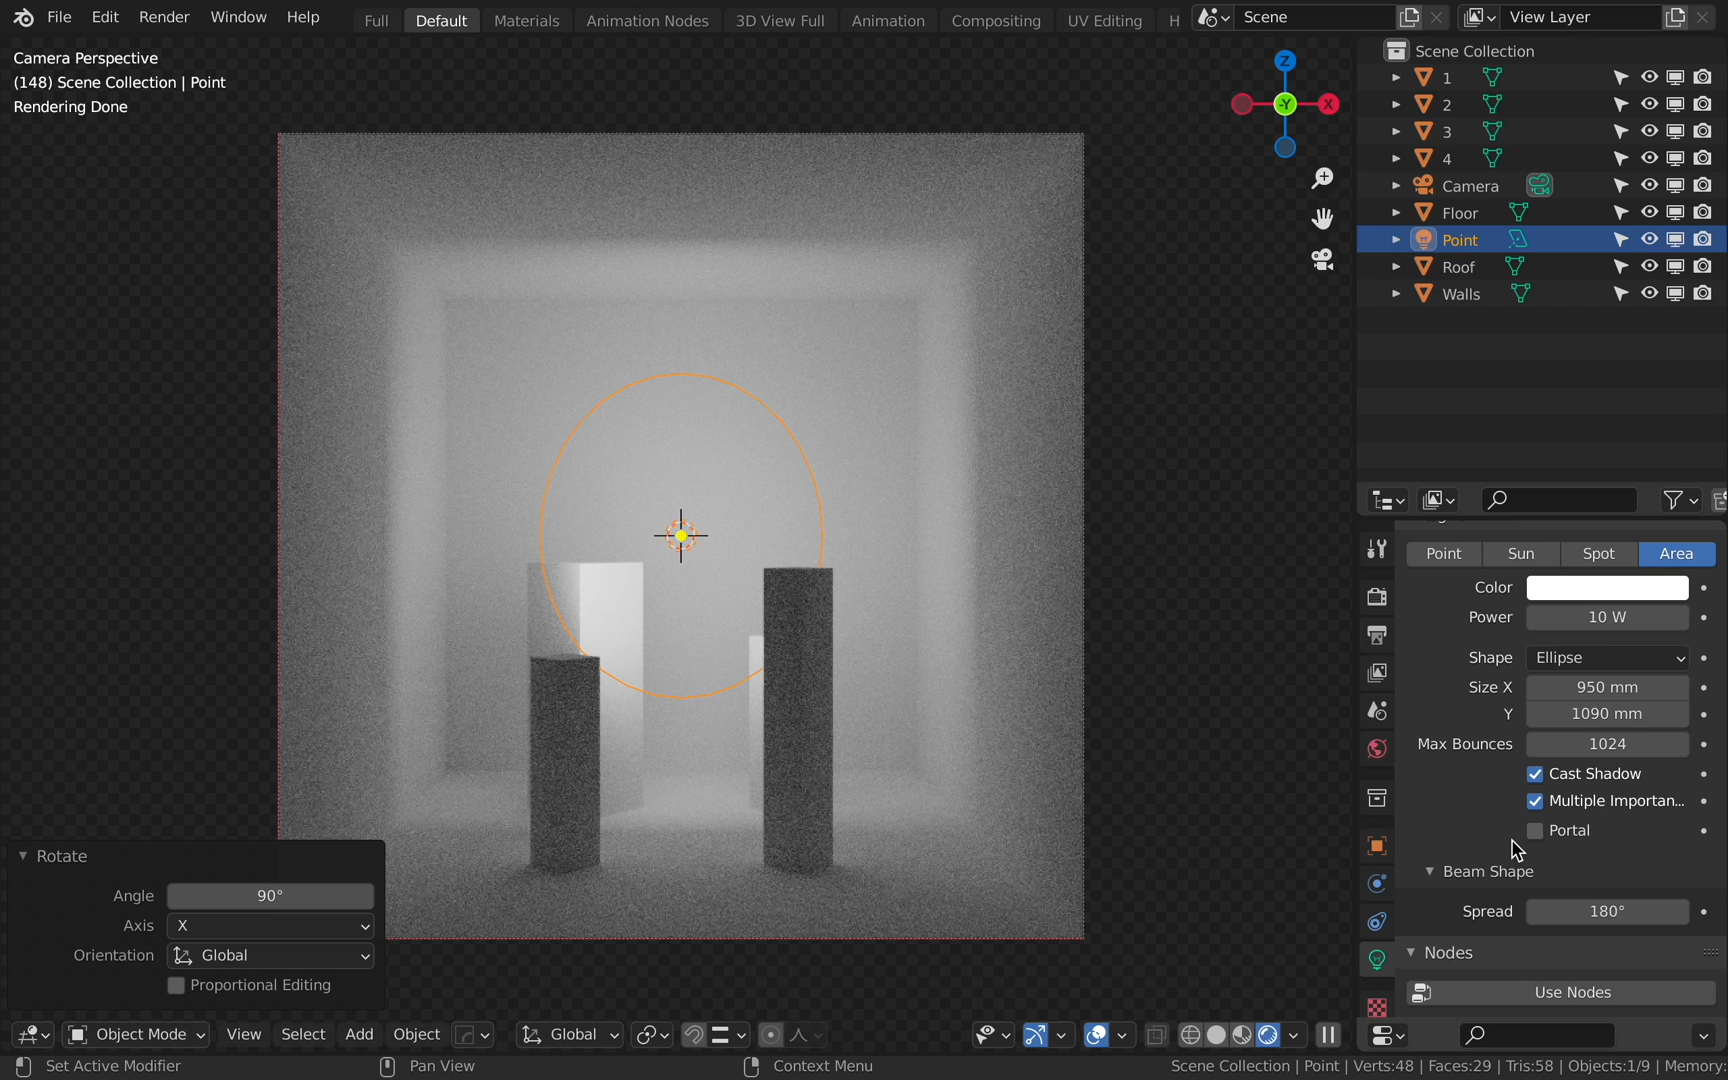 File Edit Render Window Help Full Default Materials Animation Nodes 3D View Full Animation Compositing UV Editing H Scene View Layer
Camera Perspective
(148) Scene Collection | Point
Rendering Done
Z
-Y
X
Scene Collection
1
2
3
4
Camera
Floor
Point
Roof
Walls
Point Sun Spot Area
Color
Power 10 W
Shape Ellipse
Size X 950 mm
Y 1090 mm
Max Bounces 1024
Cast Shadow
Multiple Importan...
Portal
Beam Shape
Spread 180°
Nodes
Use Nodes
Rotate
Angle 90°
Axis X
Orientation Global
Proportional Editing
Object Mode View Select Add Object Global
Set Active Modifier Pan View Context Menu Scene Collection | Point | Verts:48 | Faces:29 | Tris:58 | Objects:1/9 | Memory: